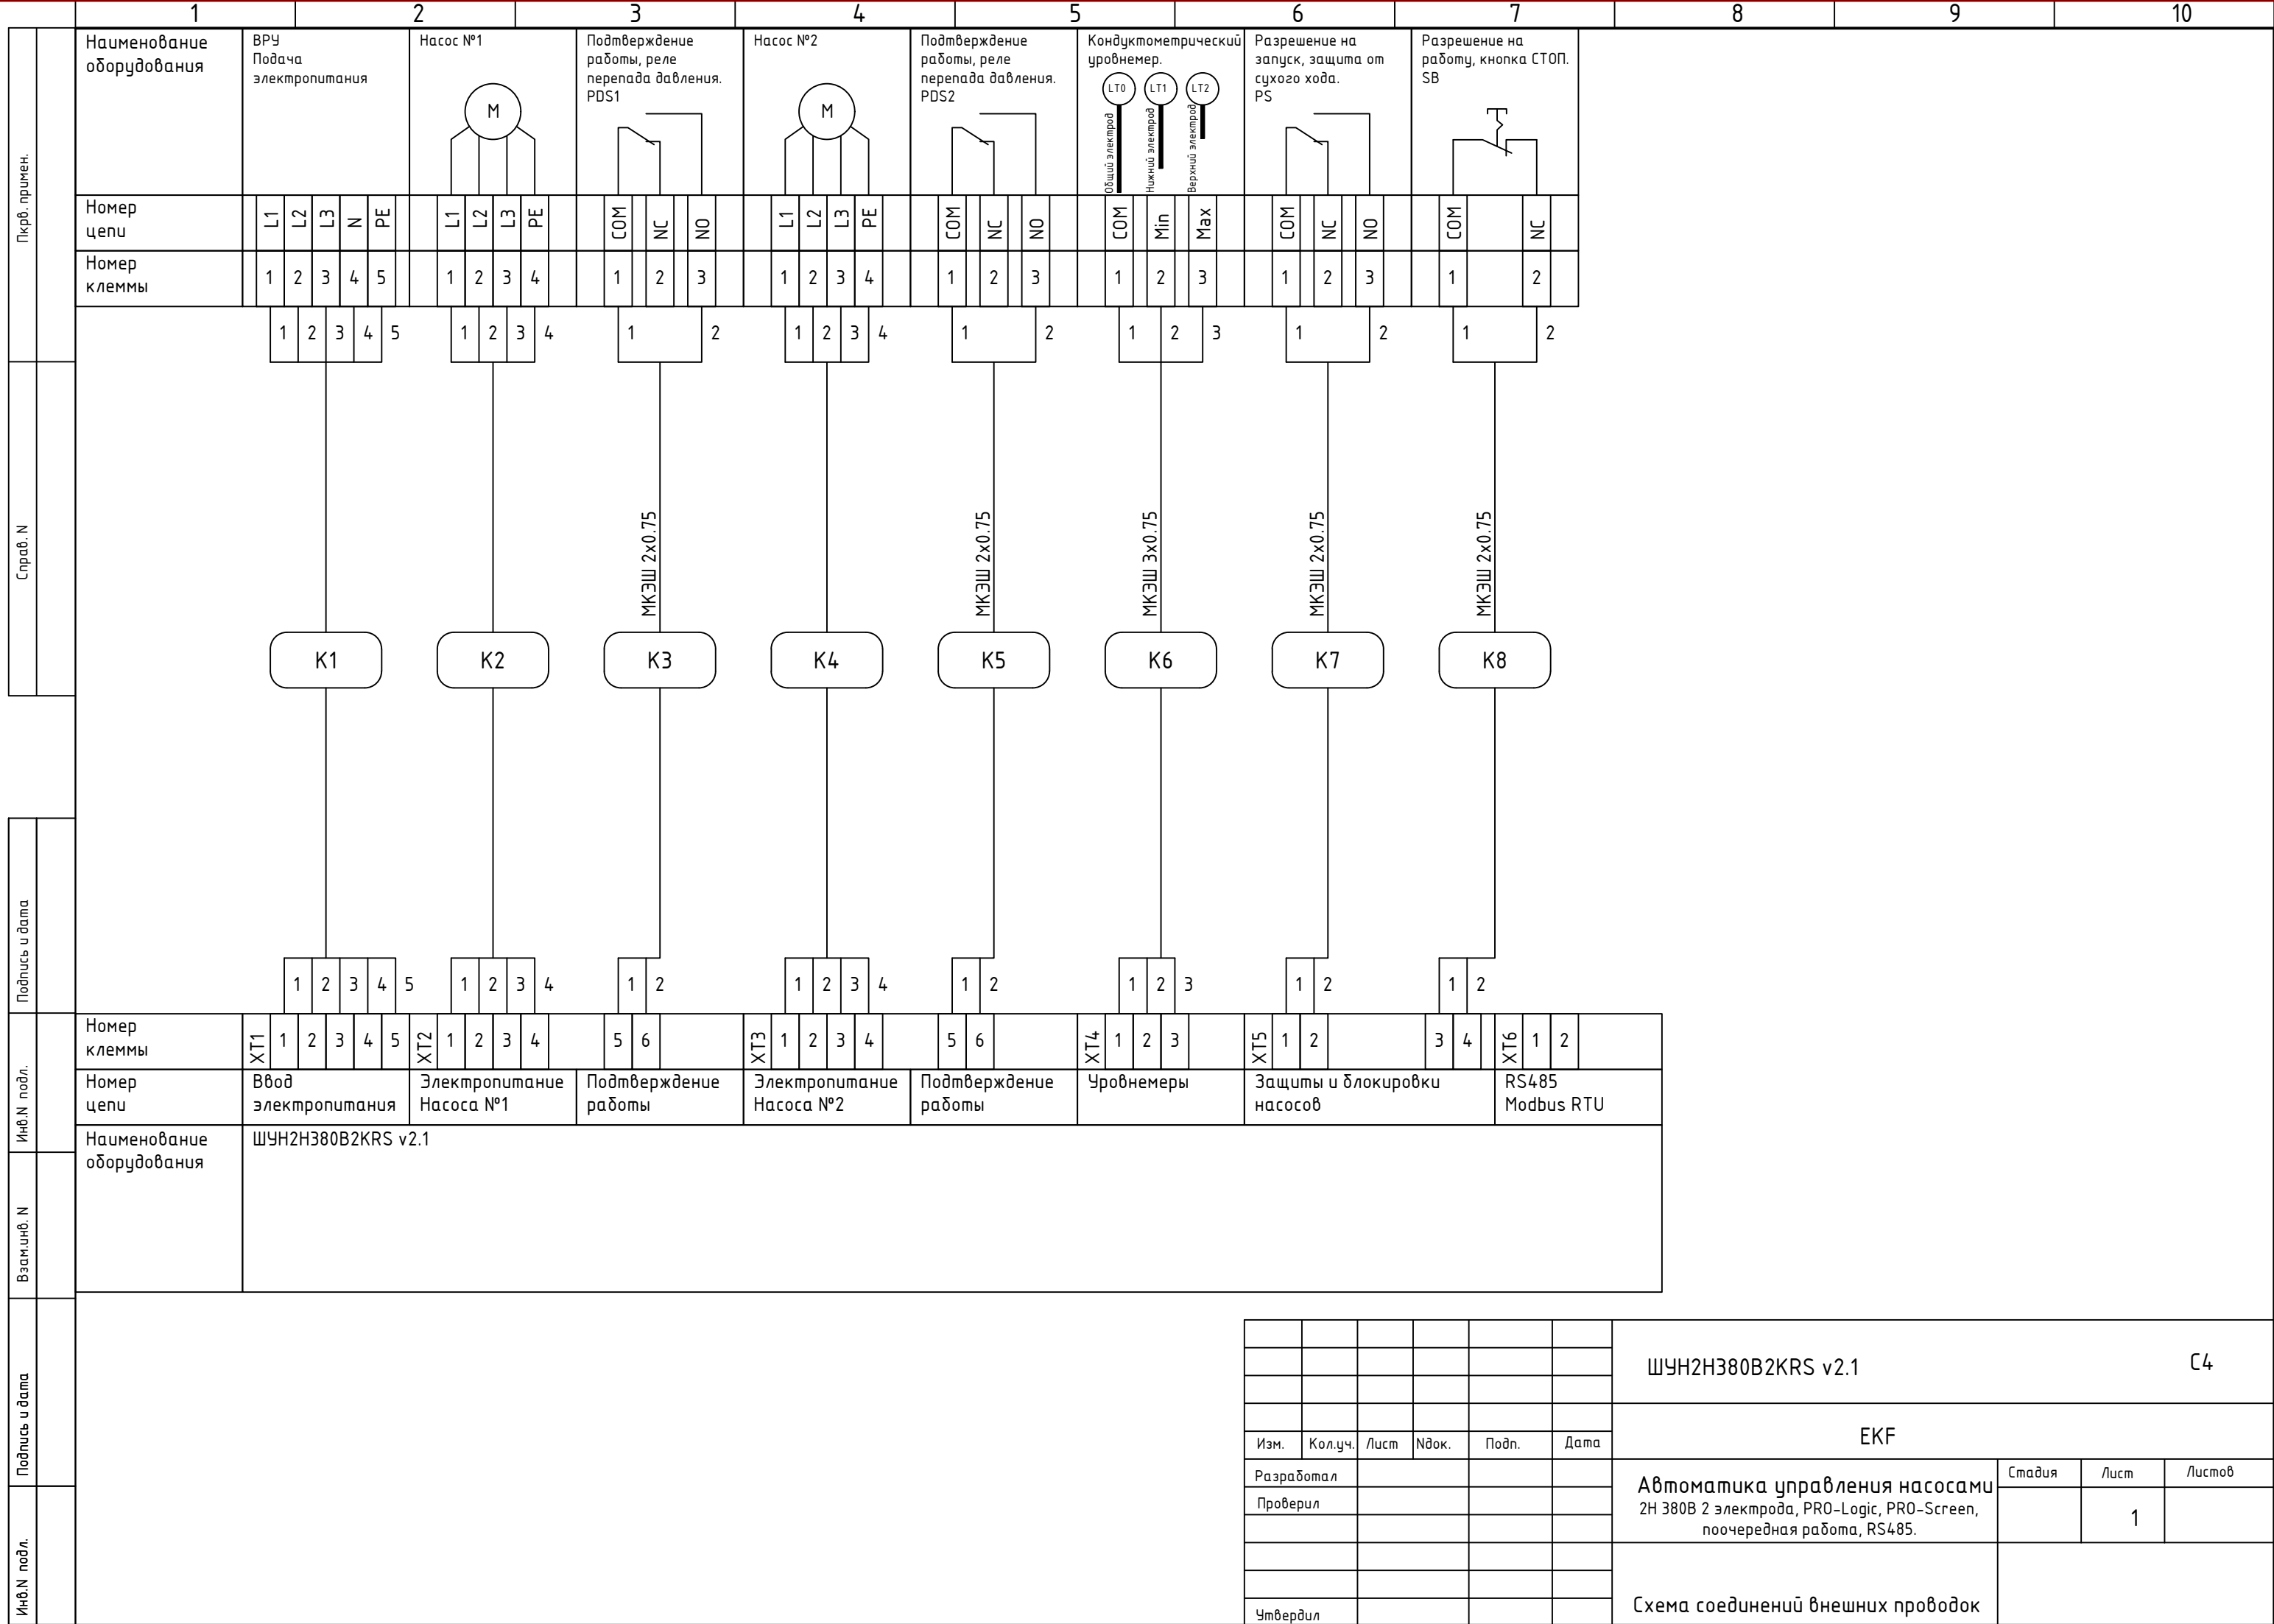 1 2 3 4 5 6 7 8 9 10
Наименование
оборудования
ВРУ
Подача
электропитания
Насос №1
M
Подтверждение
работы, реле
перепада давления.
PDS1
Насос №2
M
Подтверждение
работы, реле
перепада давления.
PDS2
Кондуктометрический
уровнемер.
LT0 LT1 LT2
Общий электрод
Нижний электрод
Верхний электрод
Разрешение на
запуск, защита от
сухого хода.
PS
Разрешение на
работу, кнопка СТОП.
SB
Номер
цепи
L1 L2 L3 N PE L1 L2 L3 PE COM NC NO L1 L2 L3 PE COM NC NO COM Min Max COM NC NO COM NC
Номер
клеммы
1 2 3 4 5 1 2 3 4 1 2 3 1 2 3 4 1 2 3 1 2 3 1 2 3 1 2
1 2 3 4 5 1 2 3 4 1 2 1 2 3 4 1 2 1 2 3 1 2 1 2
МКЭШ 2x0.75
МКЭШ 2x0.75
МКЭШ 3x0.75
МКЭШ 2x0.75
МКЭШ 2x0.75
K1 K2 K3 K4 K5 K6 K7 K8
1 2 3 4 5 1 2 3 4 1 2 1 2 3 4 1 2 1 2 3 1 2 1 2
Номер
клеммы
XT1 1 2 3 4 5 XT2 1 2 3 4 5 6 XT3 1 2 3 4 5 6 XT4 1 2 3 XT5 1 2 3 4 XT6 1 2
Номер
цепи
Ввод
электропитания
Электропитание
Насоса №1
Подтверждение
работы
Электропитание
Насоса №2
Подтверждение
работы
Уровнемеры
Защиты и блокировки
насосов
RS485
Modbus RTU
Наименование
оборудования
ШУН2Н380В2KRS v2.1
Пкрв. примен.
Справ. N
Подпись и дата
Инв.N подл.
Взам.инв. N
Подпись и дата
Инв.N подл.
ШУН2Н380В2KRS v2.1 С4
EKF
Изм. Кол.уч. Лист Nдок. Подп. Дата
Разработал
Проверил
Утвердил
Автоматика управления насосами
2Н 380В 2 электрода, PRO-Logic, PRO-Screen,
поочередная работа, RS485.
Стадия Лист Листов
1
Схема соединений внешних проводок